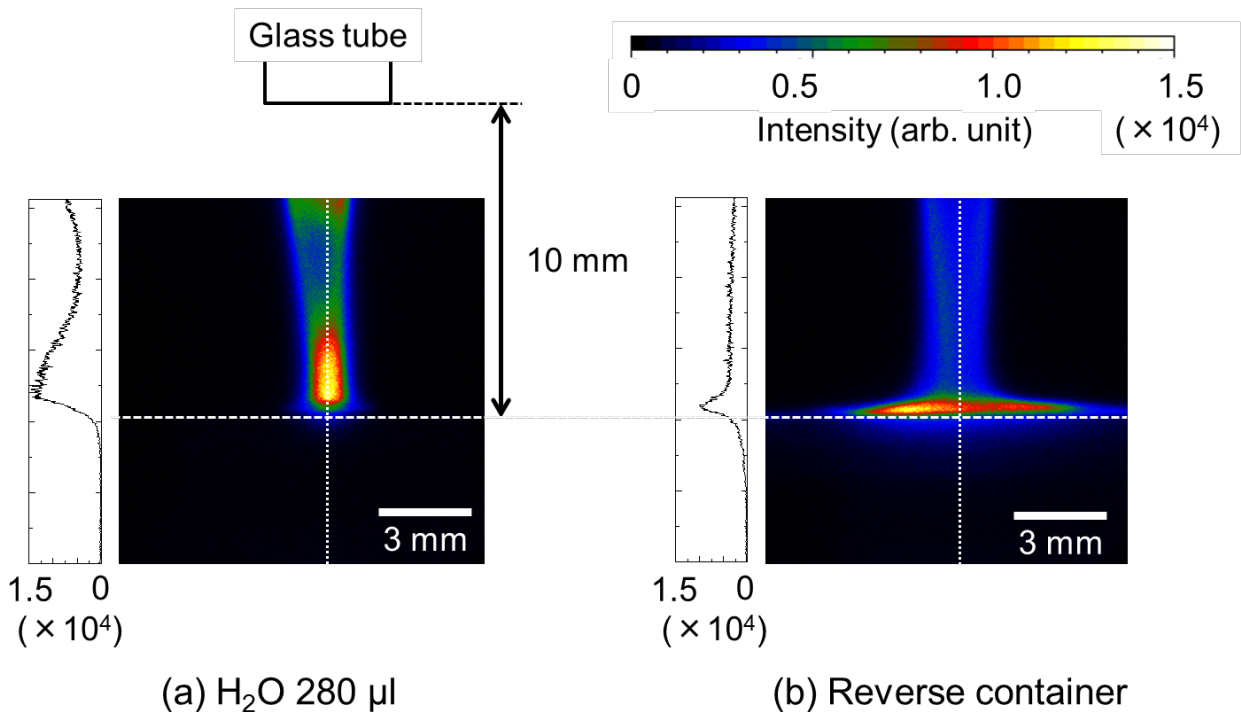 Glass tube
0 0.5 1.0 1.5
Intensity (arb. unit) (×10⁴)
10 mm
3 mm
3 mm
1.5 0
(×10⁴)
1.5 0
(×10⁴)
(a) H₂O 280 μl
(b) Reverse container